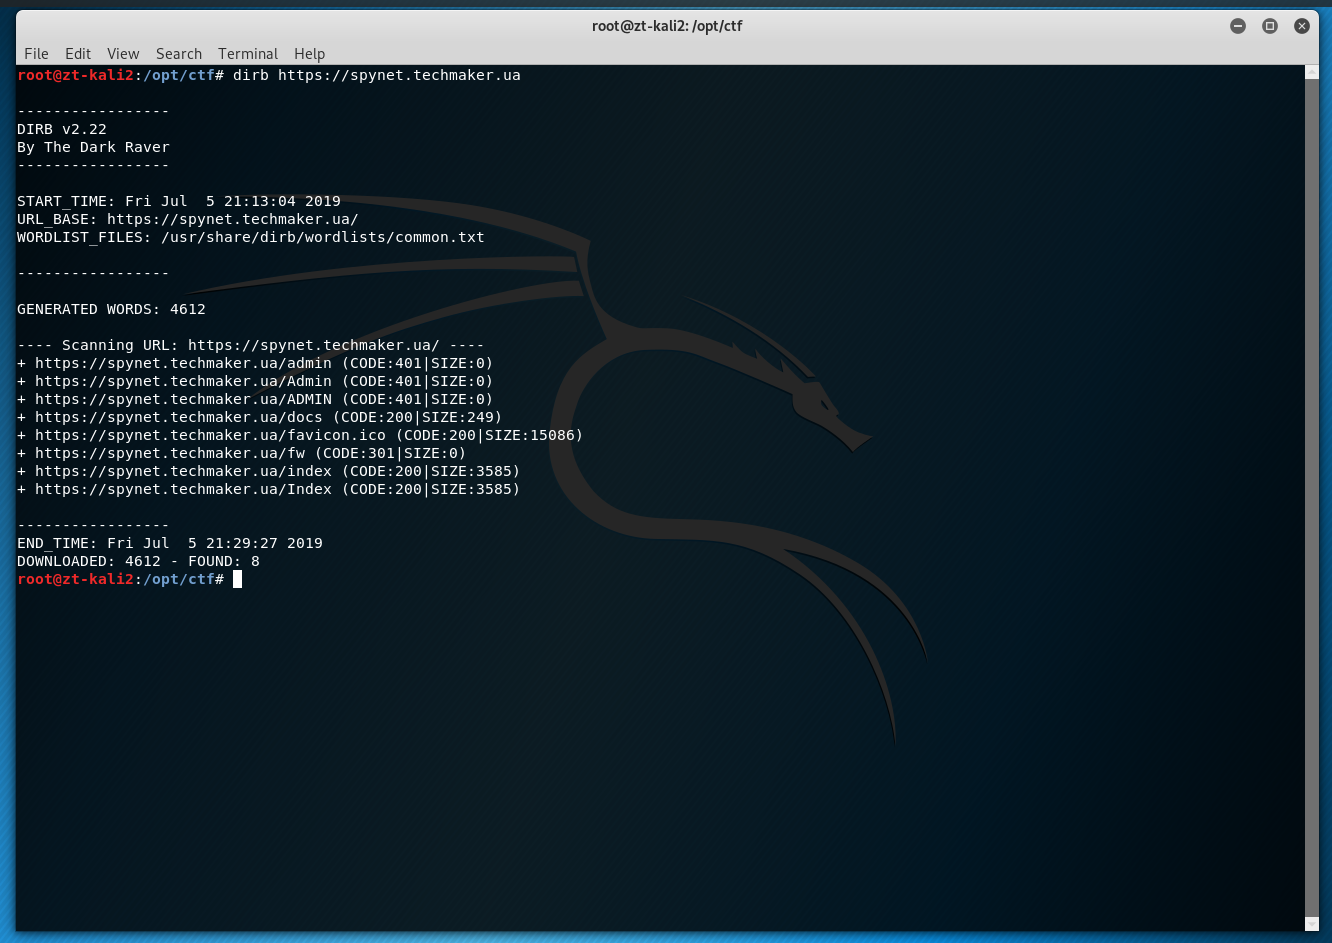 root@zt-kali2: /opt/ctf
File Edit View Search Terminal Help
root@zt-kali2:/opt/ctf# dirb https://spynet.techmaker.ua
-----------------
DIRB v2.22
By The Dark Raver
-----------------
START_TIME: Fri Jul  5 21:13:04 2019
URL_BASE: https://spynet.techmaker.ua/
WORDLIST_FILES: /usr/share/dirb/wordlists/common.txt
-----------------
GENERATED WORDS: 4612
---- Scanning URL: https://spynet.techmaker.ua/ ----
+ https://spynet.techmaker.ua/admin (CODE:401|SIZE:0)
+ https://spynet.techmaker.ua/Admin (CODE:401|SIZE:0)
+ https://spynet.techmaker.ua/ADMIN (CODE:401|SIZE:0)
+ https://spynet.techmaker.ua/docs (CODE:200|SIZE:249)
+ https://spynet.techmaker.ua/favicon.ico (CODE:200|SIZE:15086)
+ https://spynet.techmaker.ua/fw (CODE:301|SIZE:0)
+ https://spynet.techmaker.ua/index (CODE:200|SIZE:3585)
+ https://spynet.techmaker.ua/Index (CODE:200|SIZE:3585)
-----------------
END_TIME: Fri Jul  5 21:29:27 2019
DOWNLOADED: 4612 - FOUND: 8
root@zt-kali2:/opt/ctf#